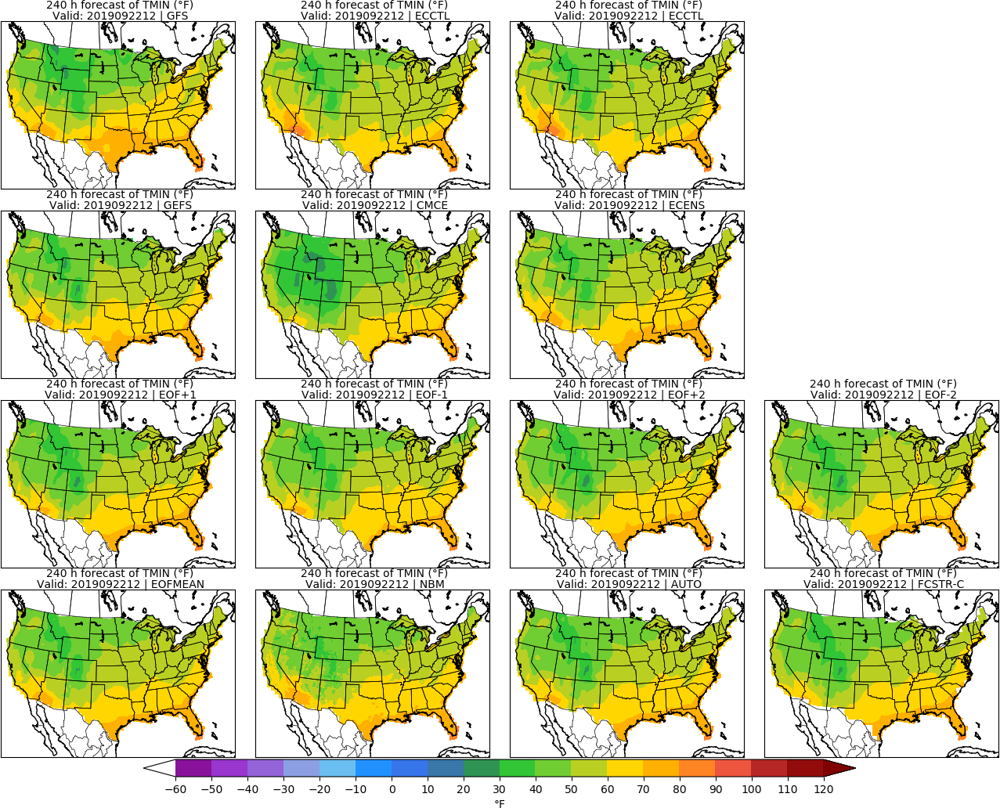 240 h forecast of TMIN (°F)
Valid: 2019092212 | GFS
240 h forecast of TMIN (°F)
Valid: 2019092212 | ECCTL
240 h forecast of TMIN (°F)
Valid: 2019092212 | ECCTL
240 h forecast of TMIN (°F)
Valid: 2019092212 | GEFS
240 h forecast of TMIN (°F)
Valid: 2019092212 | CMCE
240 h forecast of TMIN (°F)
Valid: 2019092212 | ECENS
240 h forecast of TMIN (°F)
Valid: 2019092212 | EOF+1
240 h forecast of TMIN (°F)
Valid: 2019092212 | EOF-1
240 h forecast of TMIN (°F)
Valid: 2019092212 | EOF+2
240 h forecast of TMIN (°F)
Valid: 2019092212 | EOF-2
240 h forecast of TMIN (°F)
Valid: 2019092212 | EOFMEAN
240 h forecast of TMIN (°F)
Valid: 2019092212 | NBM
240 h forecast of TMIN (°F)
Valid: 2019092212 | AUTO
240 h forecast of TMIN (°F)
Valid: 2019092212 | FCSTR-C
−60 −50 −40 −30 −20 −10 0 10 20 30 40 50 60 70 80 90 100 110 120
°F